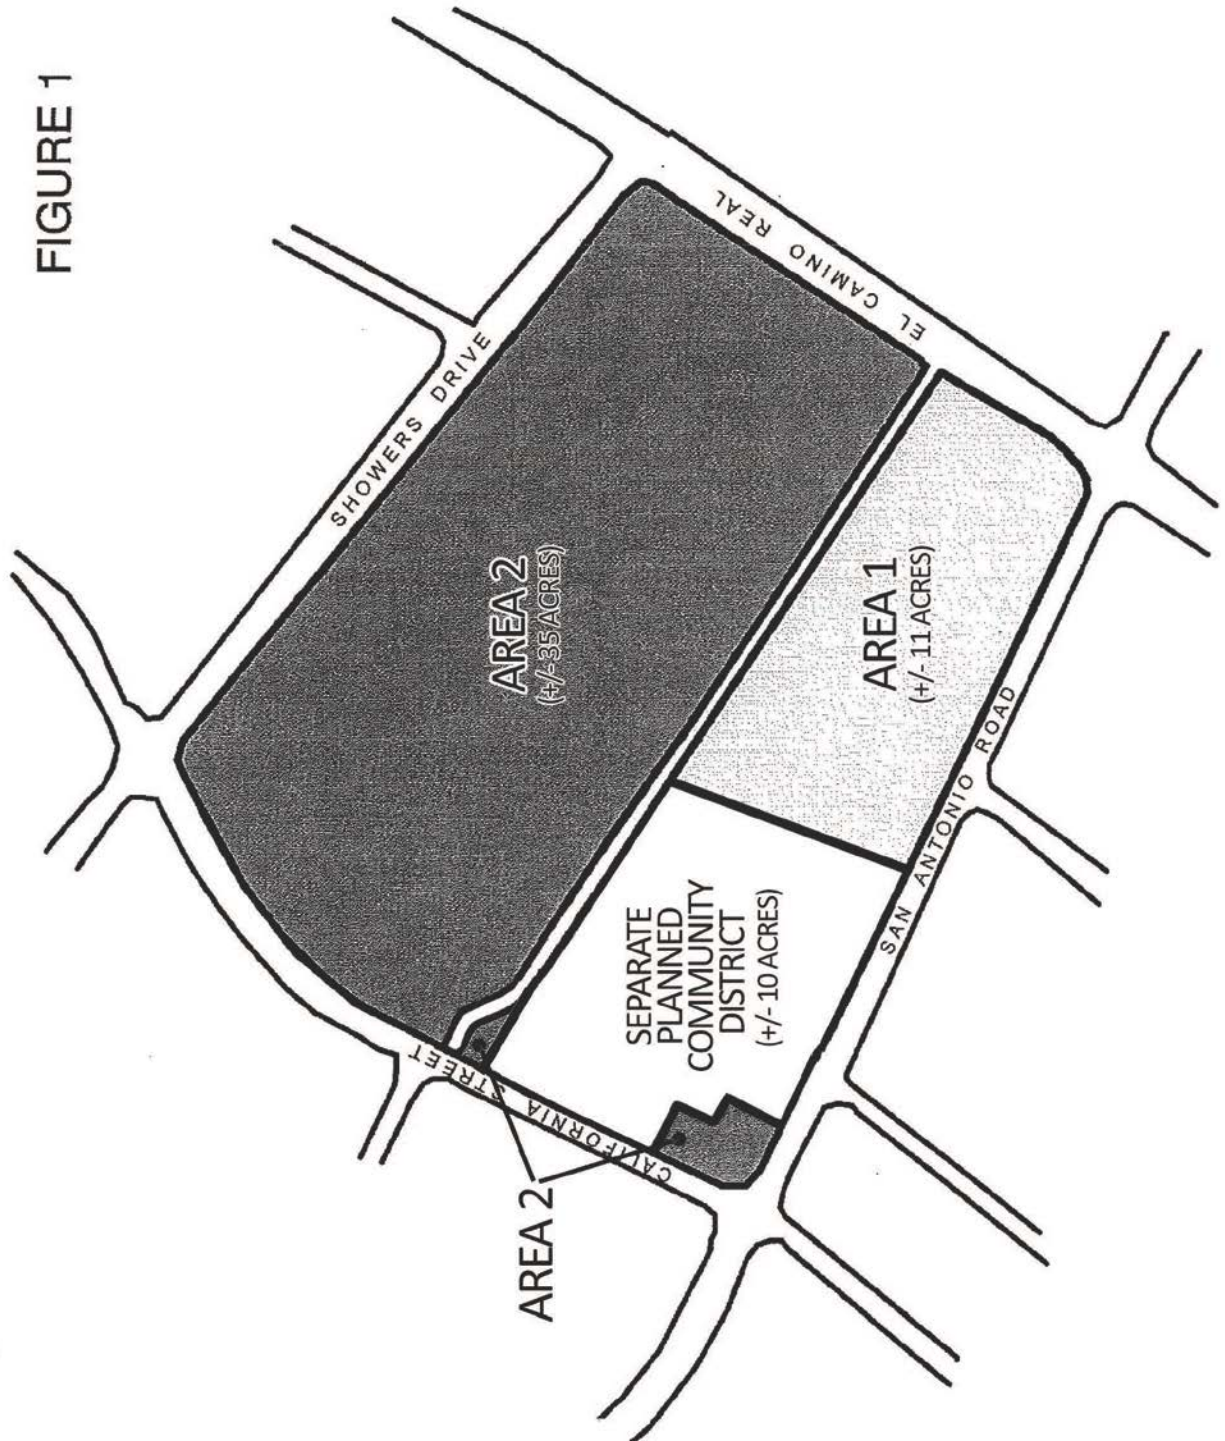 FIGURE 1
SHOWERS DRIVE
EL CAMINO REAL
AREA 2
(+/- 35 ACRES)
AREA 1
(+/- 11 ACRES)
SAN ANTONIO ROAD
SEPARATE
PLANNED
COMMUNITY
DISTRICT
(+/- 10 ACRES)
CALIFORNIA STREET
AREA 2